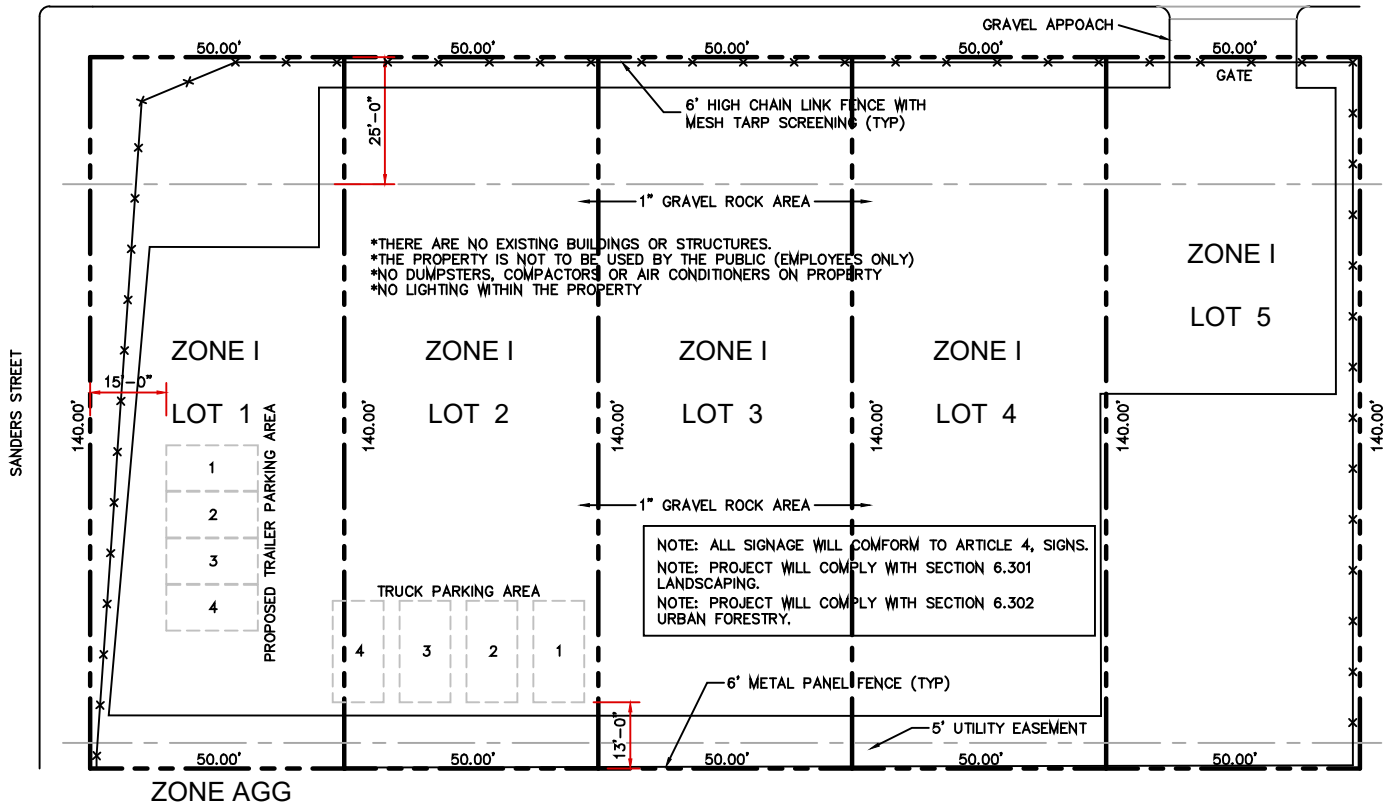 GRAVEL APPOACH
50.00'
50.00'
50.00'
50.00'
50.00'
GATE
6' HIGH CHAIN LINK FENCE WITH
MESH TARP SCREENING (TYP)
25'-0"
1" GRAVEL ROCK AREA
*THERE ARE NO EXISTING BUILDINGS OR STRUCTURES.
*THE PROPERTY IS NOT TO BE USED BY THE PUBLIC (EMPLOYEES ONLY)
*NO DUMPSTERS, COMPACTORS OR AIR CONDITIONERS ON PROPERTY
*NO LIGHTING WITHIN THE PROPERTY
ZONE I
LOT 5
ZONE I
ZONE I
ZONE I
ZONE I
15'-0"
LOT 1
LOT 2
LOT 3
LOT 4
SANDERS STREET
140.00'
140.00'
140.00'
140.00'
140.00'
140.00'
1
2
3
4
PROPOSED TRAILER PARKING AREA
1" GRAVEL ROCK AREA
NOTE: ALL SIGNAGE WILL COMFORM TO ARTICLE 4, SIGNS.
NOTE: PROJECT WILL COMPLY WITH SECTION 6.301
LANDSCAPING.
NOTE: PROJECT WILL COMPLY WITH SECTION 6.302
URBAN FORESTRY.
TRUCK PARKING AREA
4
3
2
1
6' METAL PANEL FENCE (TYP)
13'-0"
5' UTILITY EASEMENT
50.00'
50.00'
50.00'
50.00'
50.00'
ZONE AGG